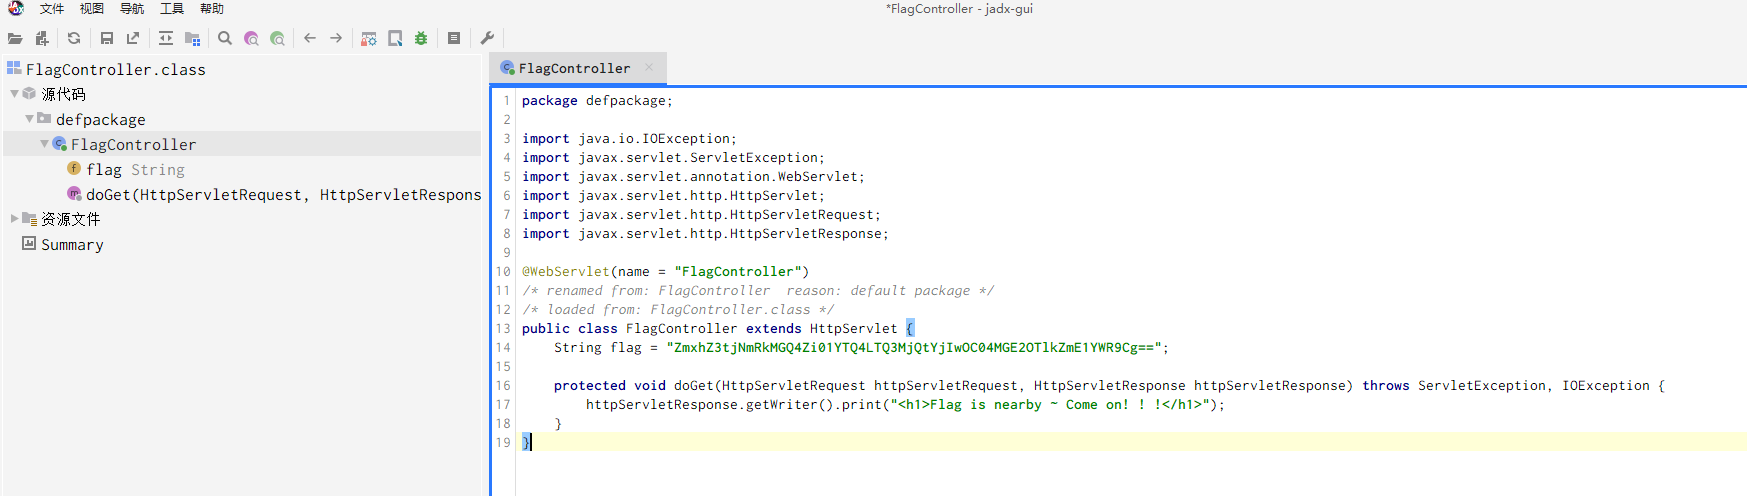 文件 视图 导航 工具 帮助
*FlagController - jadx-gui
FlagController.class
源代码
defpackage
FlagController
flag String
doGet(HttpServletRequest, HttpServletRespons
资源文件
Summary
FlagController
1 package defpackage;
2
3 import java.io.IOException;
4 import javax.servlet.ServletException;
5 import javax.servlet.annotation.WebServlet;
6 import javax.servlet.http.HttpServlet;
7 import javax.servlet.http.HttpServletRequest;
8 import javax.servlet.http.HttpServletResponse;
9
10 @WebServlet(name = "FlagController")
11 /* renamed from: FlagController  reason: default package */
12 /* loaded from: FlagController.class */
13 public class FlagController extends HttpServlet {
14     String flag = "ZmxhZ3tjNmRkMGQ4Zi01YTQ4LTQ3MjQtYjIwOC04MGE2OTlkZmE1YWR9Cg==";
15
16     protected void doGet(HttpServletRequest httpServletRequest, HttpServletResponse httpServletResponse) throws ServletException, IOException {
17         httpServletResponse.getWriter().print("<h1>Flag is nearby ~ Come on! ! !</h1>");
18     }
19 }